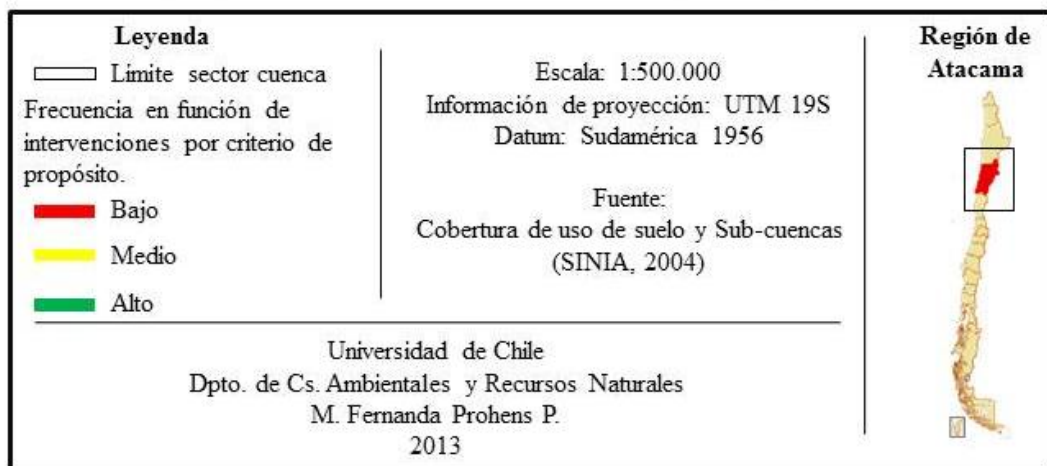 Leyenda
Límite sector cuenca
Frecuencia en función de
intervenciones por criterio de
propósito.
Bajo
Medio
Alto
Escala: 1:500.000
Información de proyección: UTM 19S
Datum: Sudamérica 1956
Fuente:
Cobertura de uso de suelo y Sub-cuencas
(SINIA, 2004)
Región de
Atacama
Universidad de Chile
Dpto. de Cs. Ambientales y Recursos Naturales
M. Fernanda Prohens P.
2013